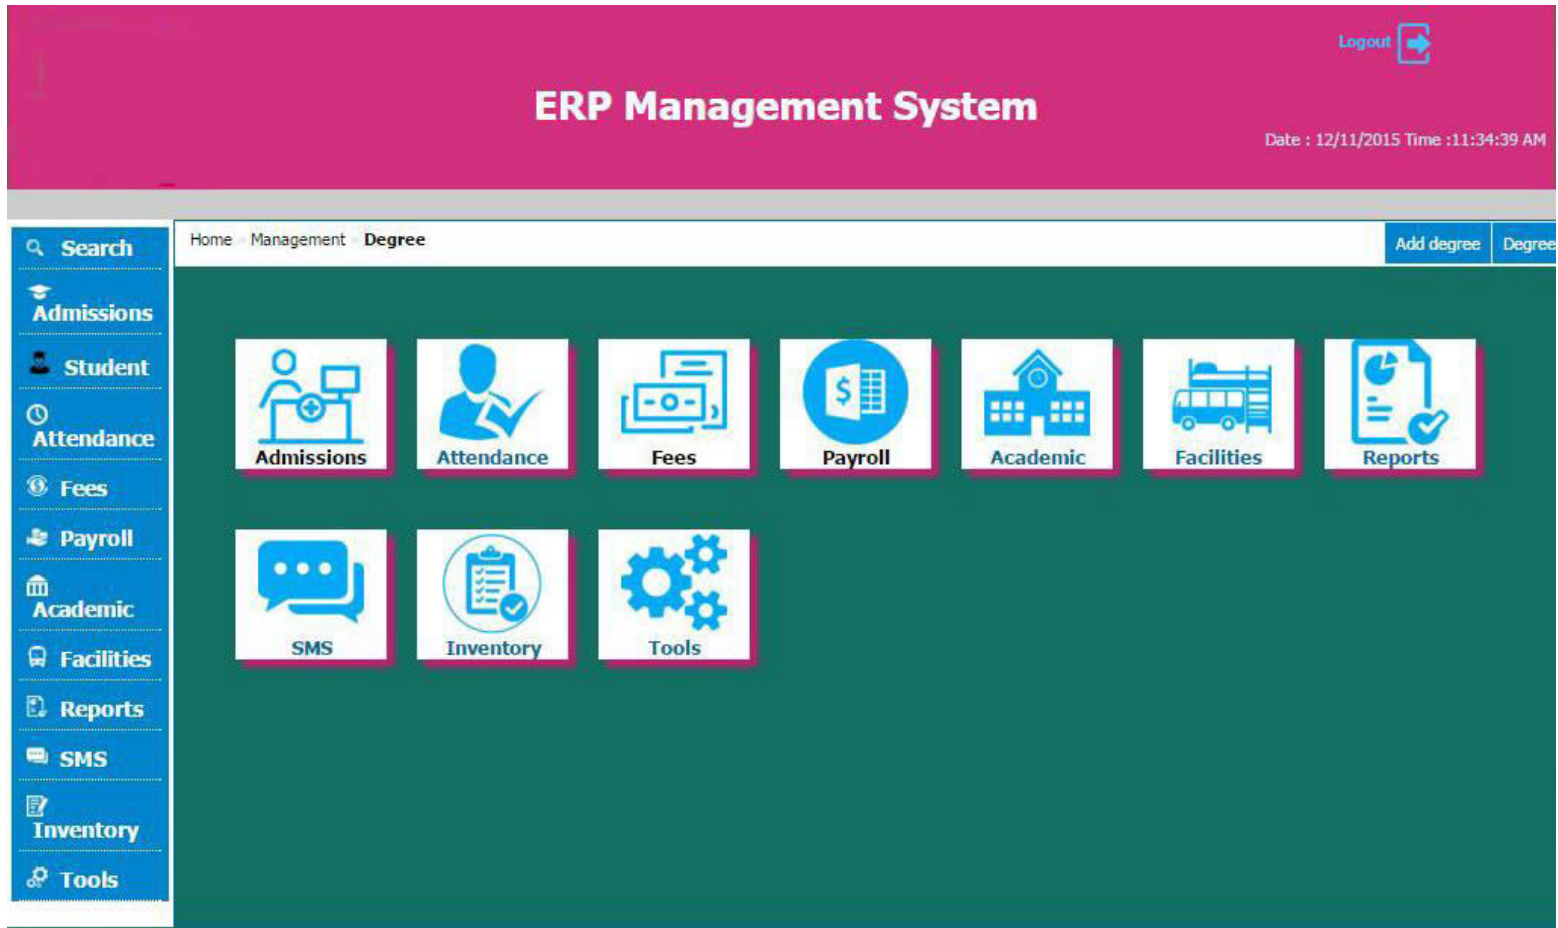 Logout
ERP Management System
Date : 12/11/2015 Time :11:34:39 AM
Home Management Degree
Add degree Degree
Search
Admissions
Student
Attendance
Fees
Payroll
Academic
Facilities
Reports
SMS
Inventory
Tools
Admissions Attendance Fees Payroll Academic Facilities Reports
SMS Inventory Tools